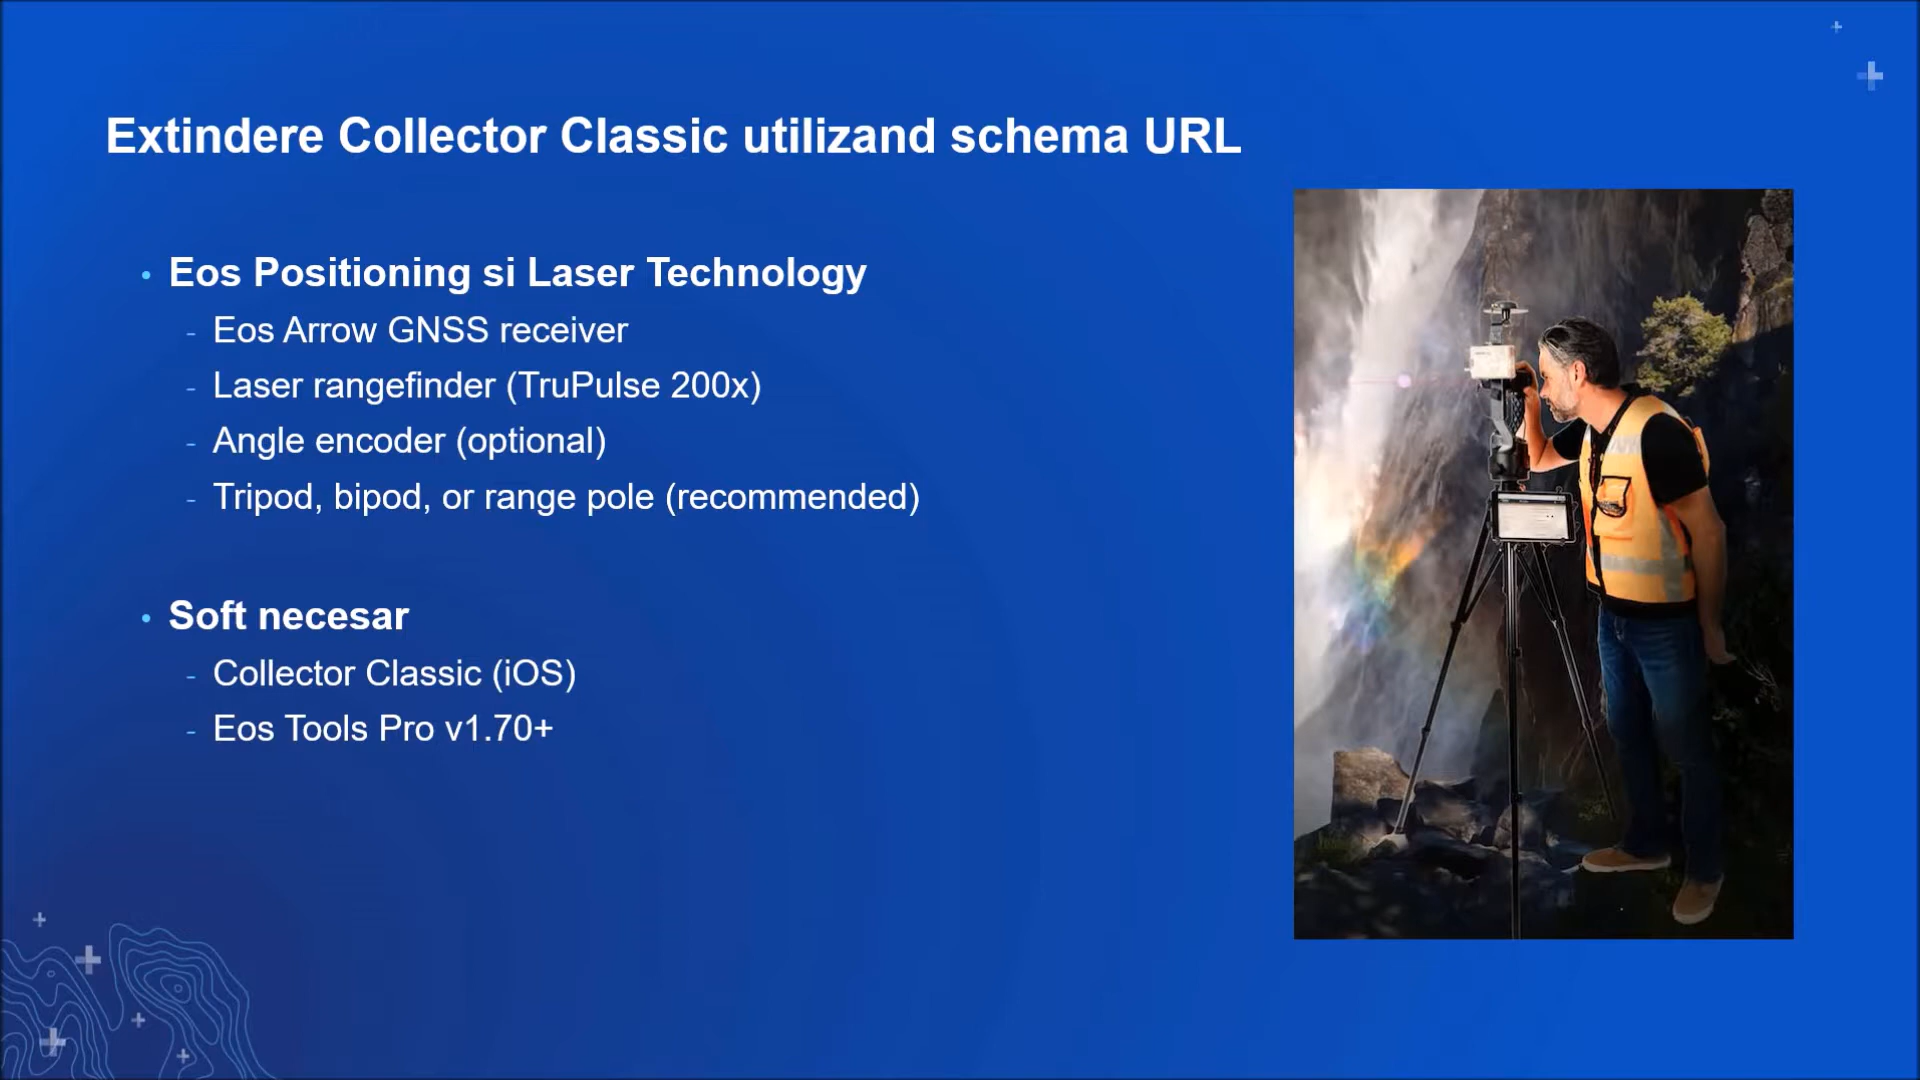 Extindere Collector Classic utilizand schema URL
• Eos Positioning si Laser Technology
- Eos Arrow GNSS receiver
- Laser rangefinder (TruPulse 200x)
- Angle encoder (optional)
- Tripod, bipod, or range pole (recommended)
• Soft necesar
- Collector Classic (iOS)
- Eos Tools Pro v1.70+